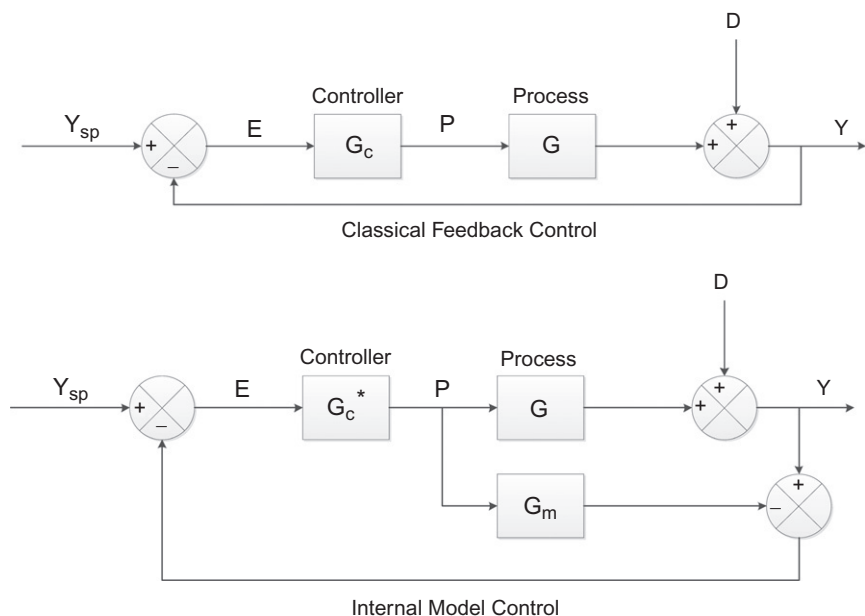 D
Controller
Process
Y_sp
E
G_c
P
G
Y
+
−
+
+
Classical Feedback Control
D
Controller
Process
Y_sp
E
G_c*
P
G
Y
+
−
+
+
G_m
+
−
Internal Model Control